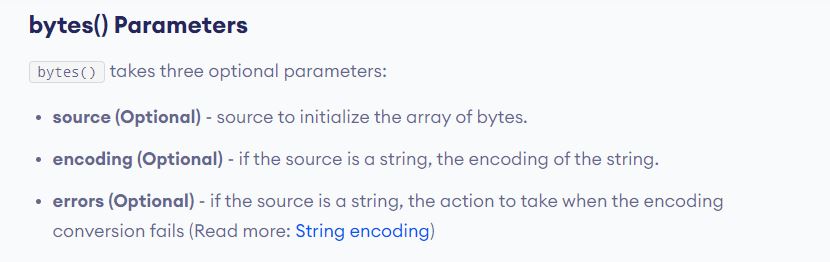 bytes() Parameters
bytes() takes three optional parameters:
• source (Optional) - source to initialize the array of bytes.
• encoding (Optional) - if the source is a string, the encoding of the string.
• errors (Optional) - if the source is a string, the action to take when the encoding
conversion fails (Read more: String encoding)